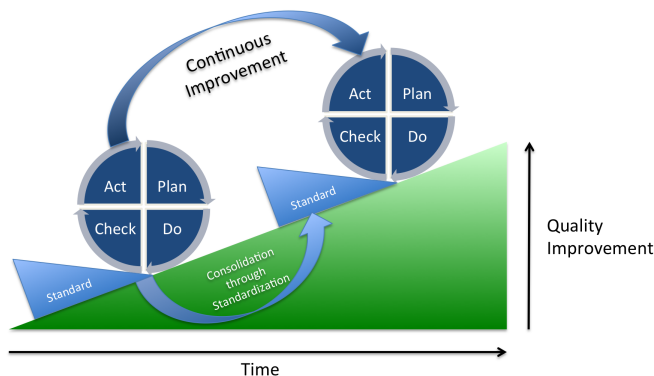 Continuous
Improvement
Act
Plan
Check
Do
Act
Plan
Check
Do
Standard
Standard
Consolidation
through
Standardization
Quality
Improvement
Time